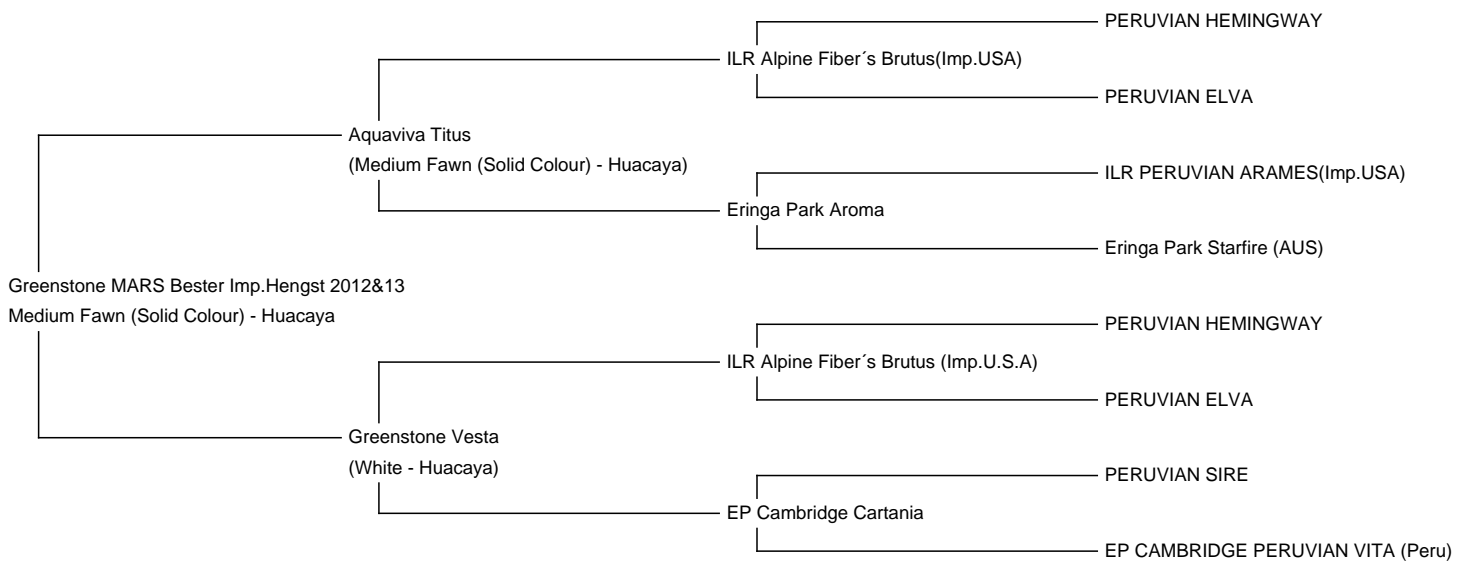 PERUVIAN HEMINGWAY
ILR Alpine Fiber´s Brutus(Imp.USA)
PERUVIAN ELVA
Aquaviva Titus
(Medium Fawn (Solid Colour) - Huacaya)
ILR PERUVIAN ARAMES(Imp.USA)
Eringa Park Aroma
Eringa Park Starfire (AUS)
Greenstone MARS Bester Imp.Hengst 2012&13
Medium Fawn (Solid Colour) - Huacaya
PERUVIAN HEMINGWAY
ILR Alpine Fiber´s Brutus (Imp.U.S.A)
PERUVIAN ELVA
Greenstone Vesta
(White - Huacaya)
PERUVIAN SIRE
EP Cambridge Cartania
EP CAMBRIDGE PERUVIAN VITA (Peru)